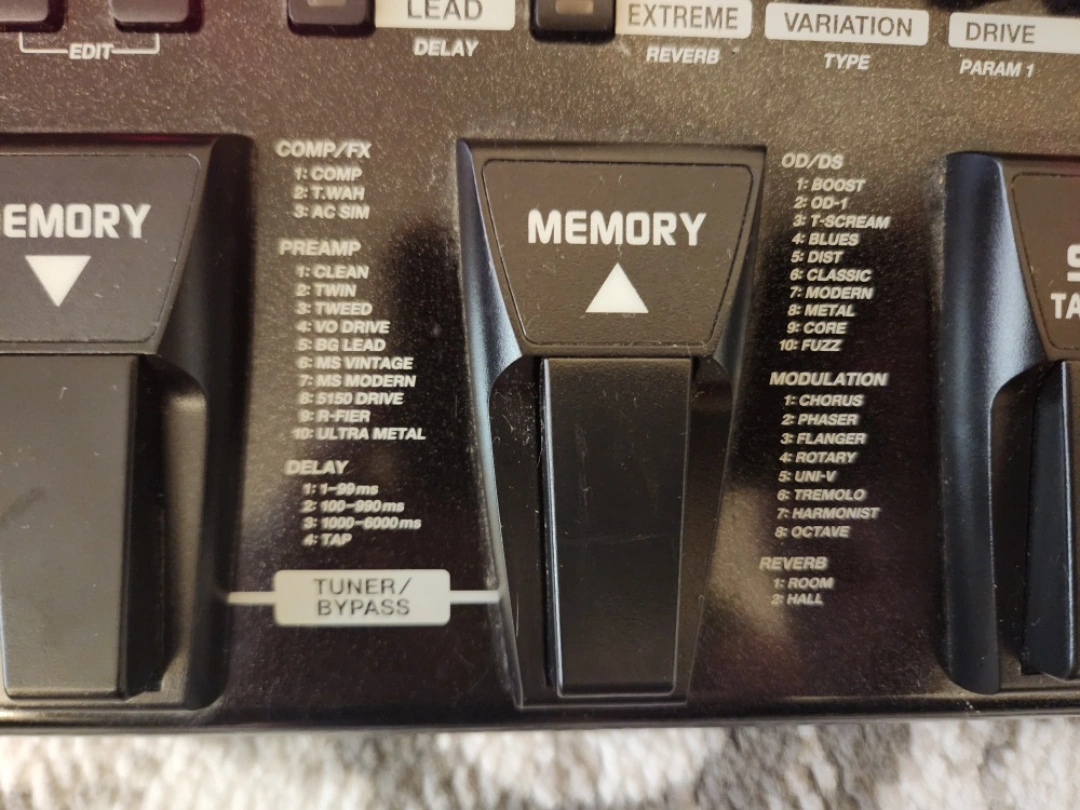 LEAD
EXTREME
VARIATION
DRIVE
EDIT
DELAY
REVERB
TYPE
PARAM 1
EMORY
COMP/FX
1: COMP
2: T.WAH
3: AC SIM
PREAMP
1: CLEAN
2: TWIN
3: TWEED
4: VO DRIVE
5: BG LEAD
6: MS VINTAGE
7: MS MODERN
8: 5150 DRIVE
9: R-FIER
10: ULTRA METAL
DELAY
1: 1-99ms
2: 100-990ms
3: 1000-6000ms
4: TAP
TUNER/
BYPASS
MEMORY
OD/DS
1: BOOST
2: OD-1
3: T-SCREAM
4: BLUES
5: DIST
6: CLASSIC
7: MODERN
8: METAL
9: CORE
10: FUZZ
MODULATION
1: CHORUS
2: PHASER
3: FLANGER
4: ROTARY
5: UNI-V
6: TREMOLO
7: HARMONIST
8: OCTAVE
REVERB
1: ROOM
2: HALL
TA